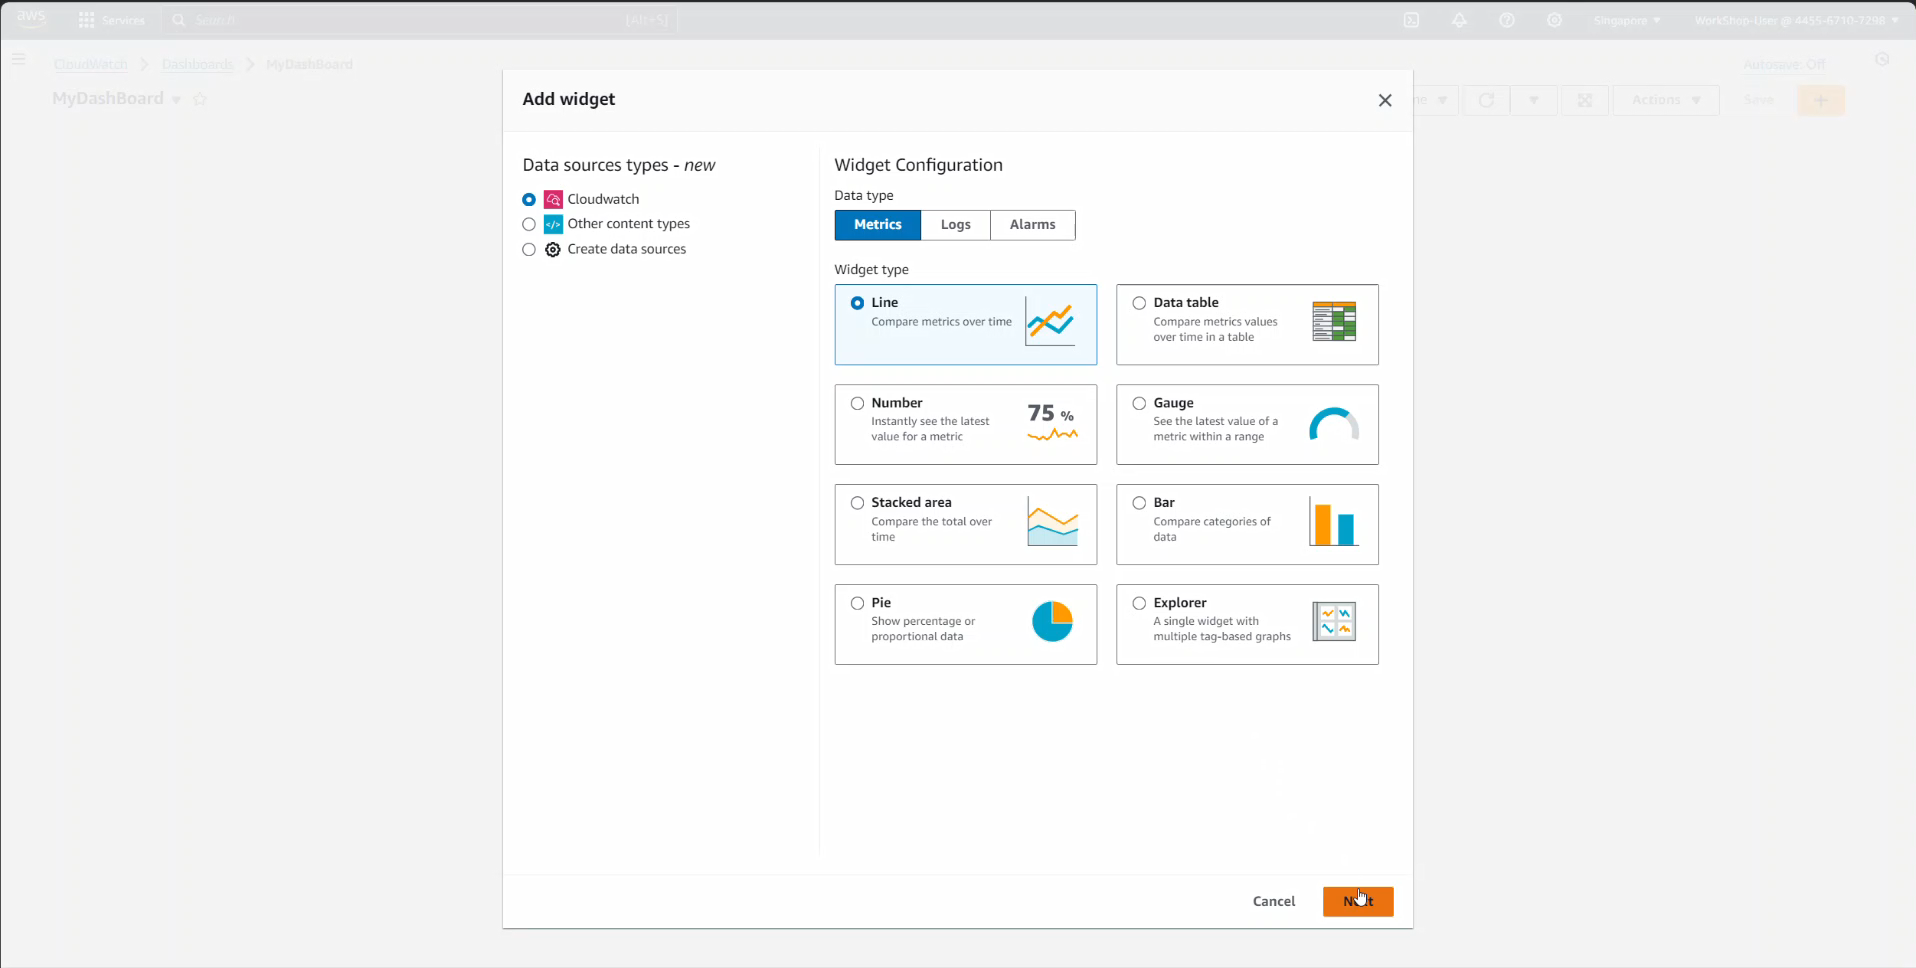 aws
Services
Search
[Alt+S]
Singapore
WorkShop-User @ 4455-6710-7298
CloudWatch
Dashboards
MyDashBoard
Autosave: Off
MyDashBoard
Actions
Save
Add widget
Data sources types - new
Cloudwatch
Other content types
Create data sources
Widget Configuration
Data type
Metrics
Logs
Alarms
Widget type
Line
Compare metrics over time
Data table
Compare metrics values
over time in a table
Number
Instantly see the latest
value for a metric
75 %
Gauge
See the latest value of a
metric within a range
Stacked area
Compare the total over
time
Bar
Compare categories of
data
Pie
Show percentage or
proportional data
Explorer
A single widget with
multiple tag-based graphs
Cancel
Next